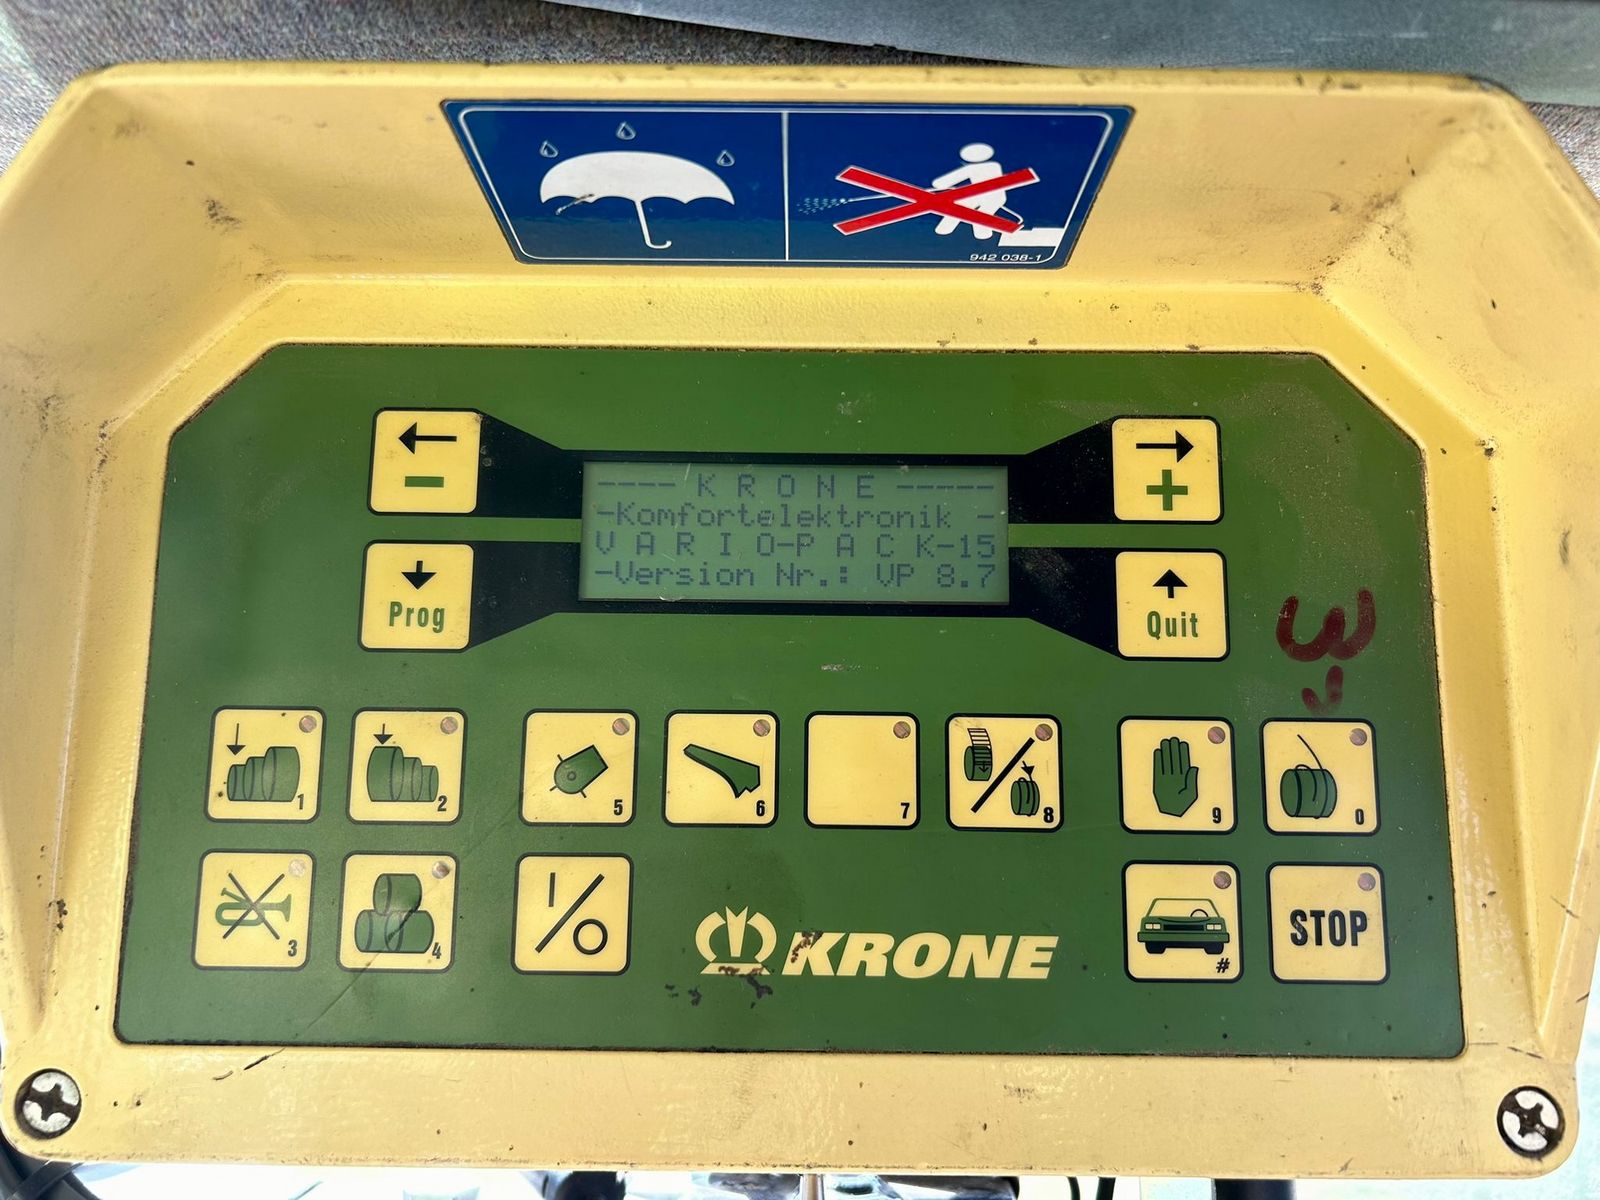 942 038-1
---- K R O N E -----
-Komfortelektronik -
V A R I O-P A C K-15
-Version Nr.: VP 8.7
← −
→ +
Prog
Quit
1
2
5
6
7
8
9
0
3
4
I/O
KRONE
#
STOP